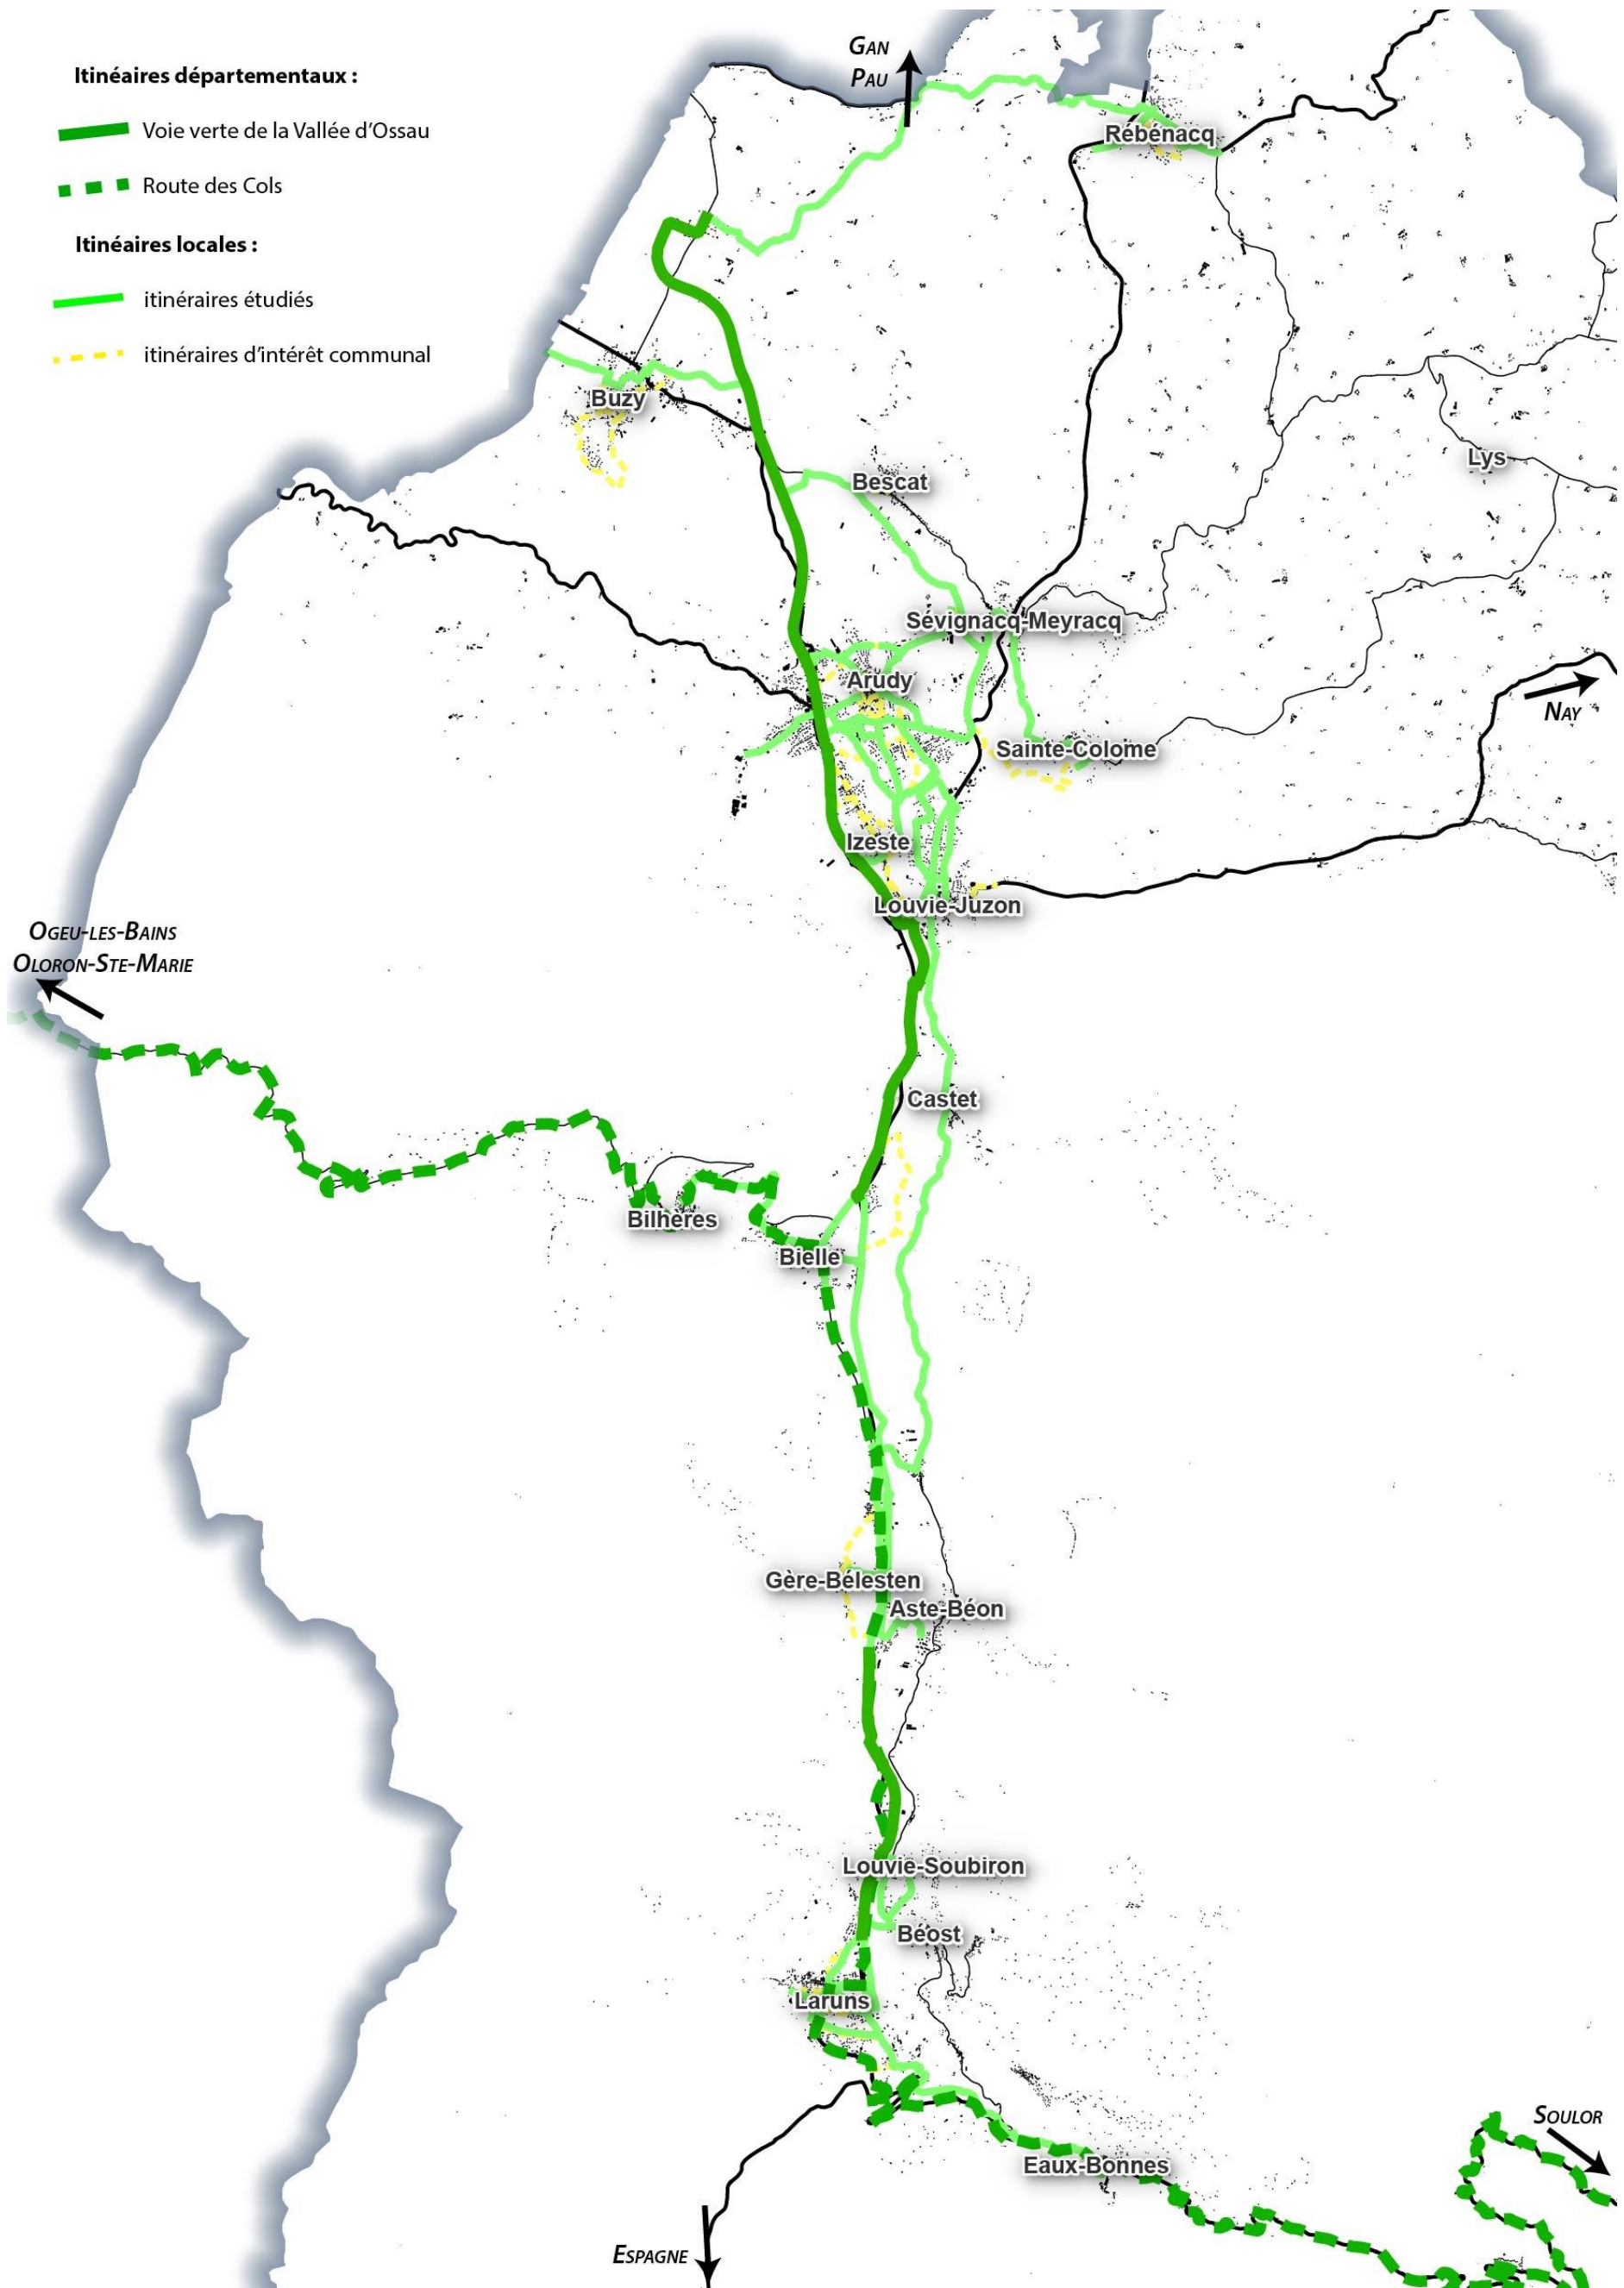 Itinéaires départementaux :
Voie verte de la Vallée d'Ossau
Route des Cols
Itinéaires locales :
itinéraires étudiés
itinéraires d'intérêt communal
GAN
PAU
Rébénacq
Buzy
Bescat
Lys
Sévignacq-Meyracq
Arudy
NAY
Sainte-Colome
Izeste
Louvie-Juzon
OGEU-LES-BAINS
OLORON-STE-MARIE
Castet
Bilhères
Bielle
Gère-Bélesten
Aste-Béon
Louvie-Soubiron
Béost
Laruns
SOULOR
Eaux-Bonnes
ESPAGNE